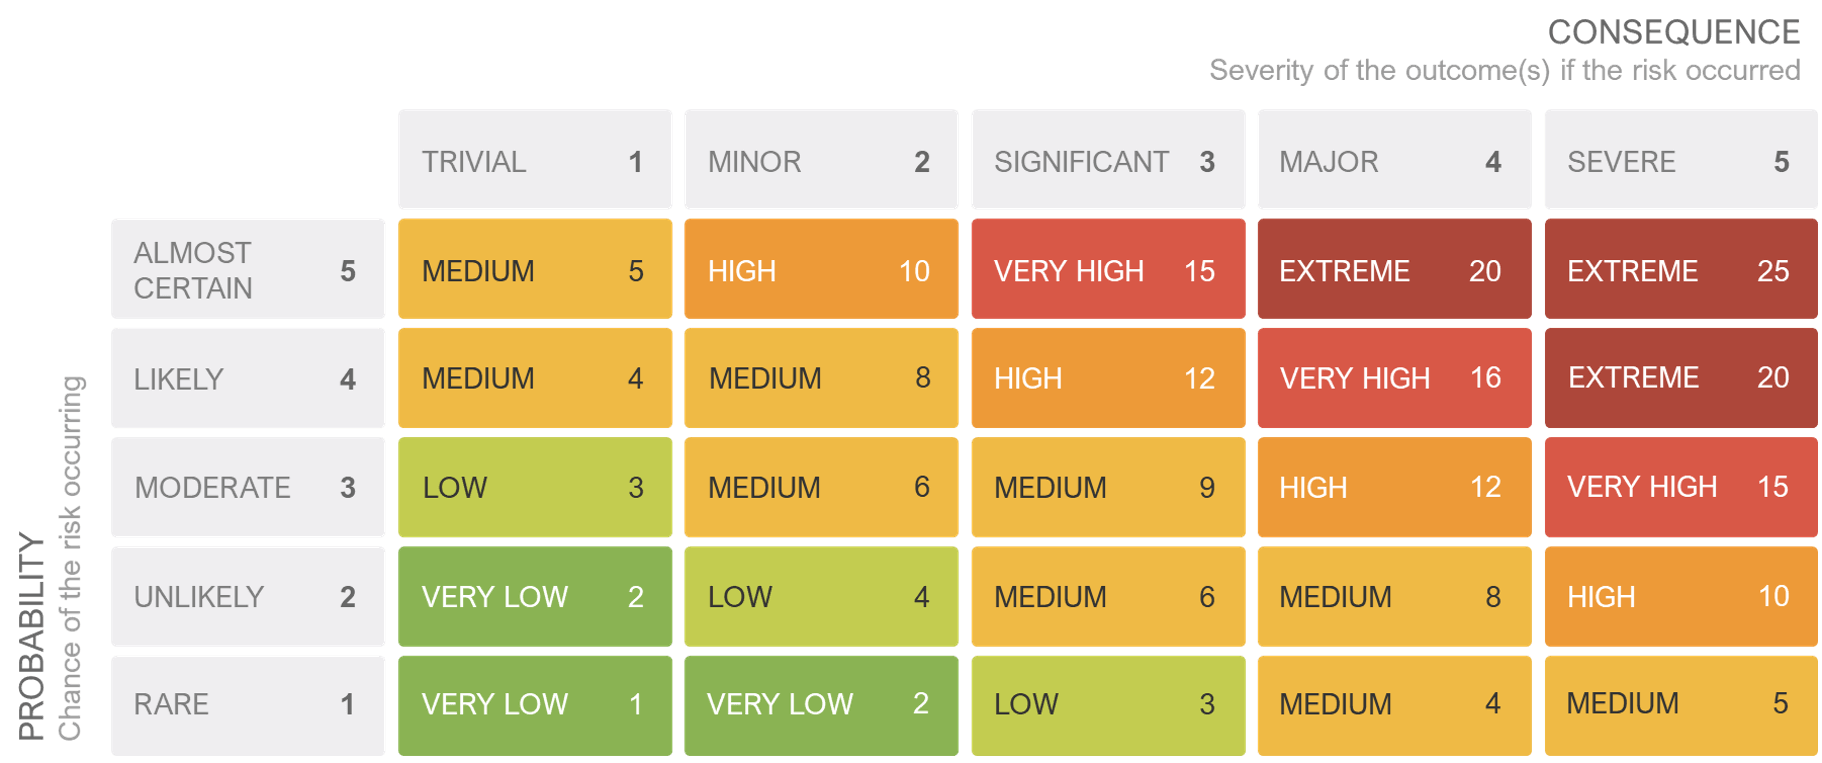 CONSEQUENCE
Severity of the outcome(s) if the risk occurred
TRIVIAL 1 MINOR 2 SIGNIFICANT 3 MAJOR 4 SEVERE 5
ALMOST
CERTAIN 5 MEDIUM 5 HIGH 10 VERY HIGH 15 EXTREME 20 EXTREME 25
LIKELY 4 MEDIUM 4 MEDIUM 8 HIGH 12 VERY HIGH 16 EXTREME 20
MODERATE 3 LOW 3 MEDIUM 6 MEDIUM 9 HIGH 12 VERY HIGH 15
UNLIKELY 2 VERY LOW 2 LOW 4 MEDIUM 6 MEDIUM 8 HIGH 10
RARE 1 VERY LOW 1 VERY LOW 2 LOW 3 MEDIUM 4 MEDIUM 5
PROBABILITY
Chance of the risk occurring